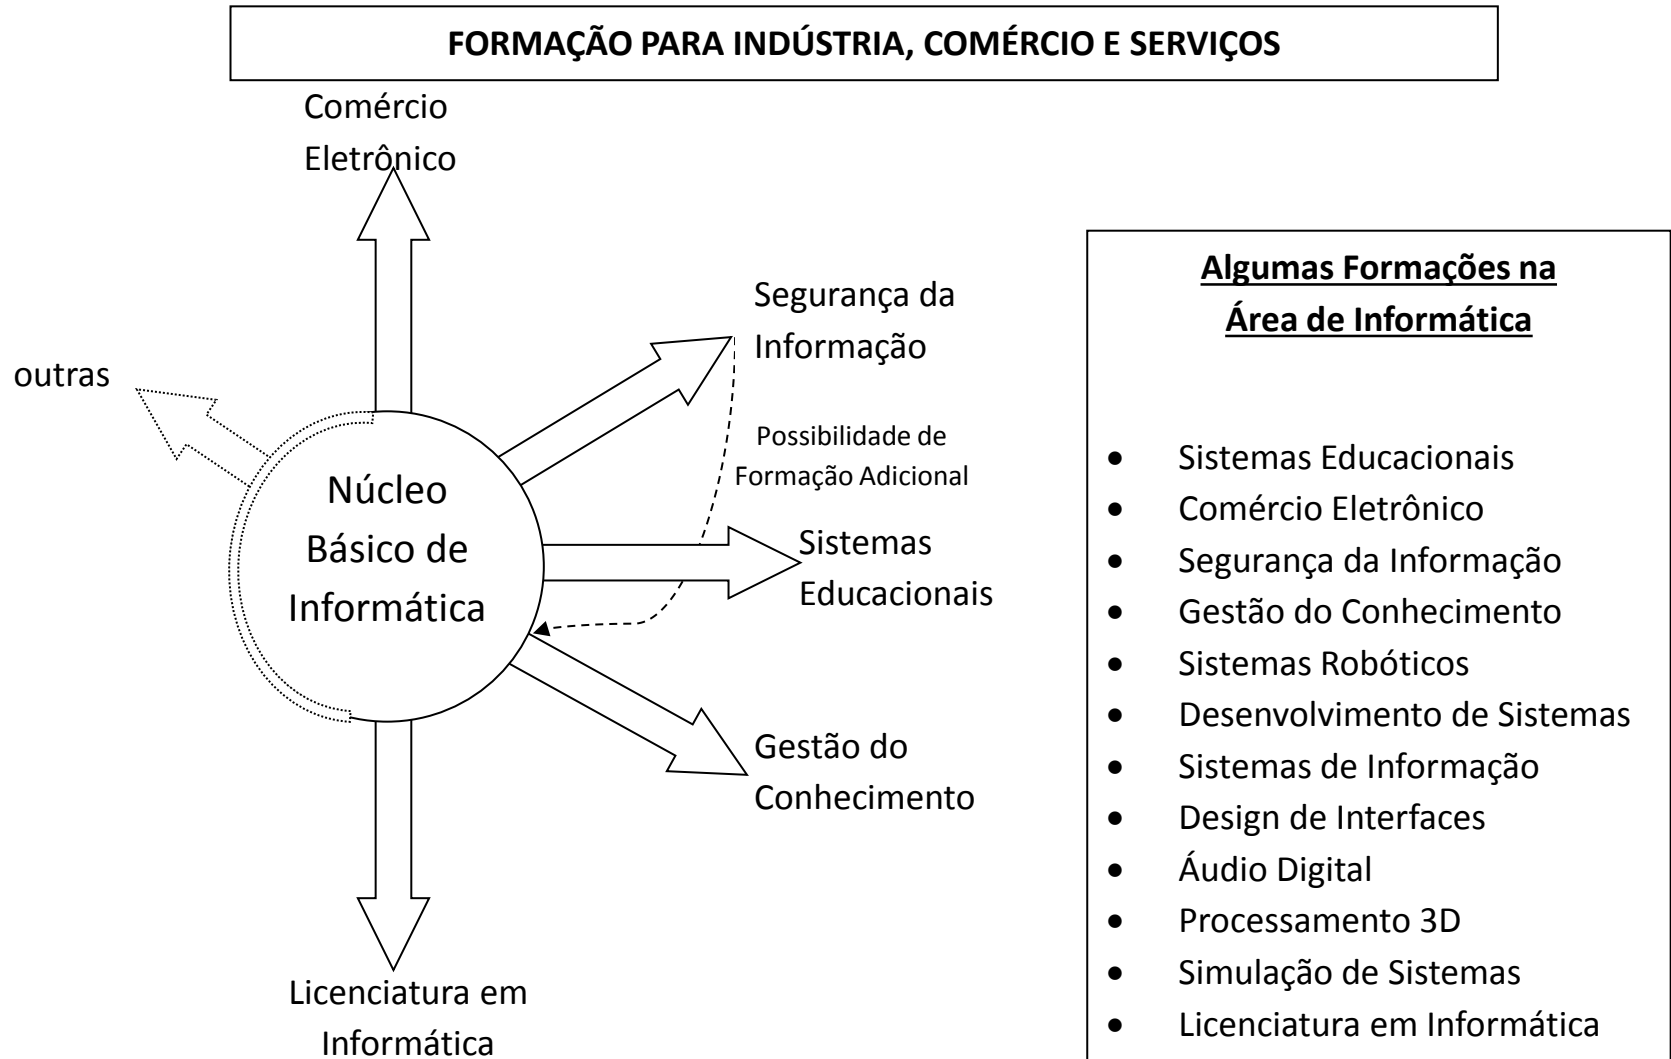 FORMAÇÃO PARA INDÚSTRIA, COMÉRCIO E SERVIÇOS
Comércio
Eletrônico
Segurança da
Informação
outras
Possibilidade de
Formação Adicional
Núcleo
Básico de
Informática
Sistemas
Educacionais
Gestão do
Conhecimento
Licenciatura em
Informática
Algumas Formações na
Área de Informática
• Sistemas Educacionais
• Comércio Eletrônico
• Segurança da Informação
• Gestão do Conhecimento
• Sistemas Robóticos
• Desenvolvimento de Sistemas
• Sistemas de Informação
• Design de Interfaces
• Áudio Digital
• Processamento 3D
• Simulação de Sistemas
• Licenciatura em Informática